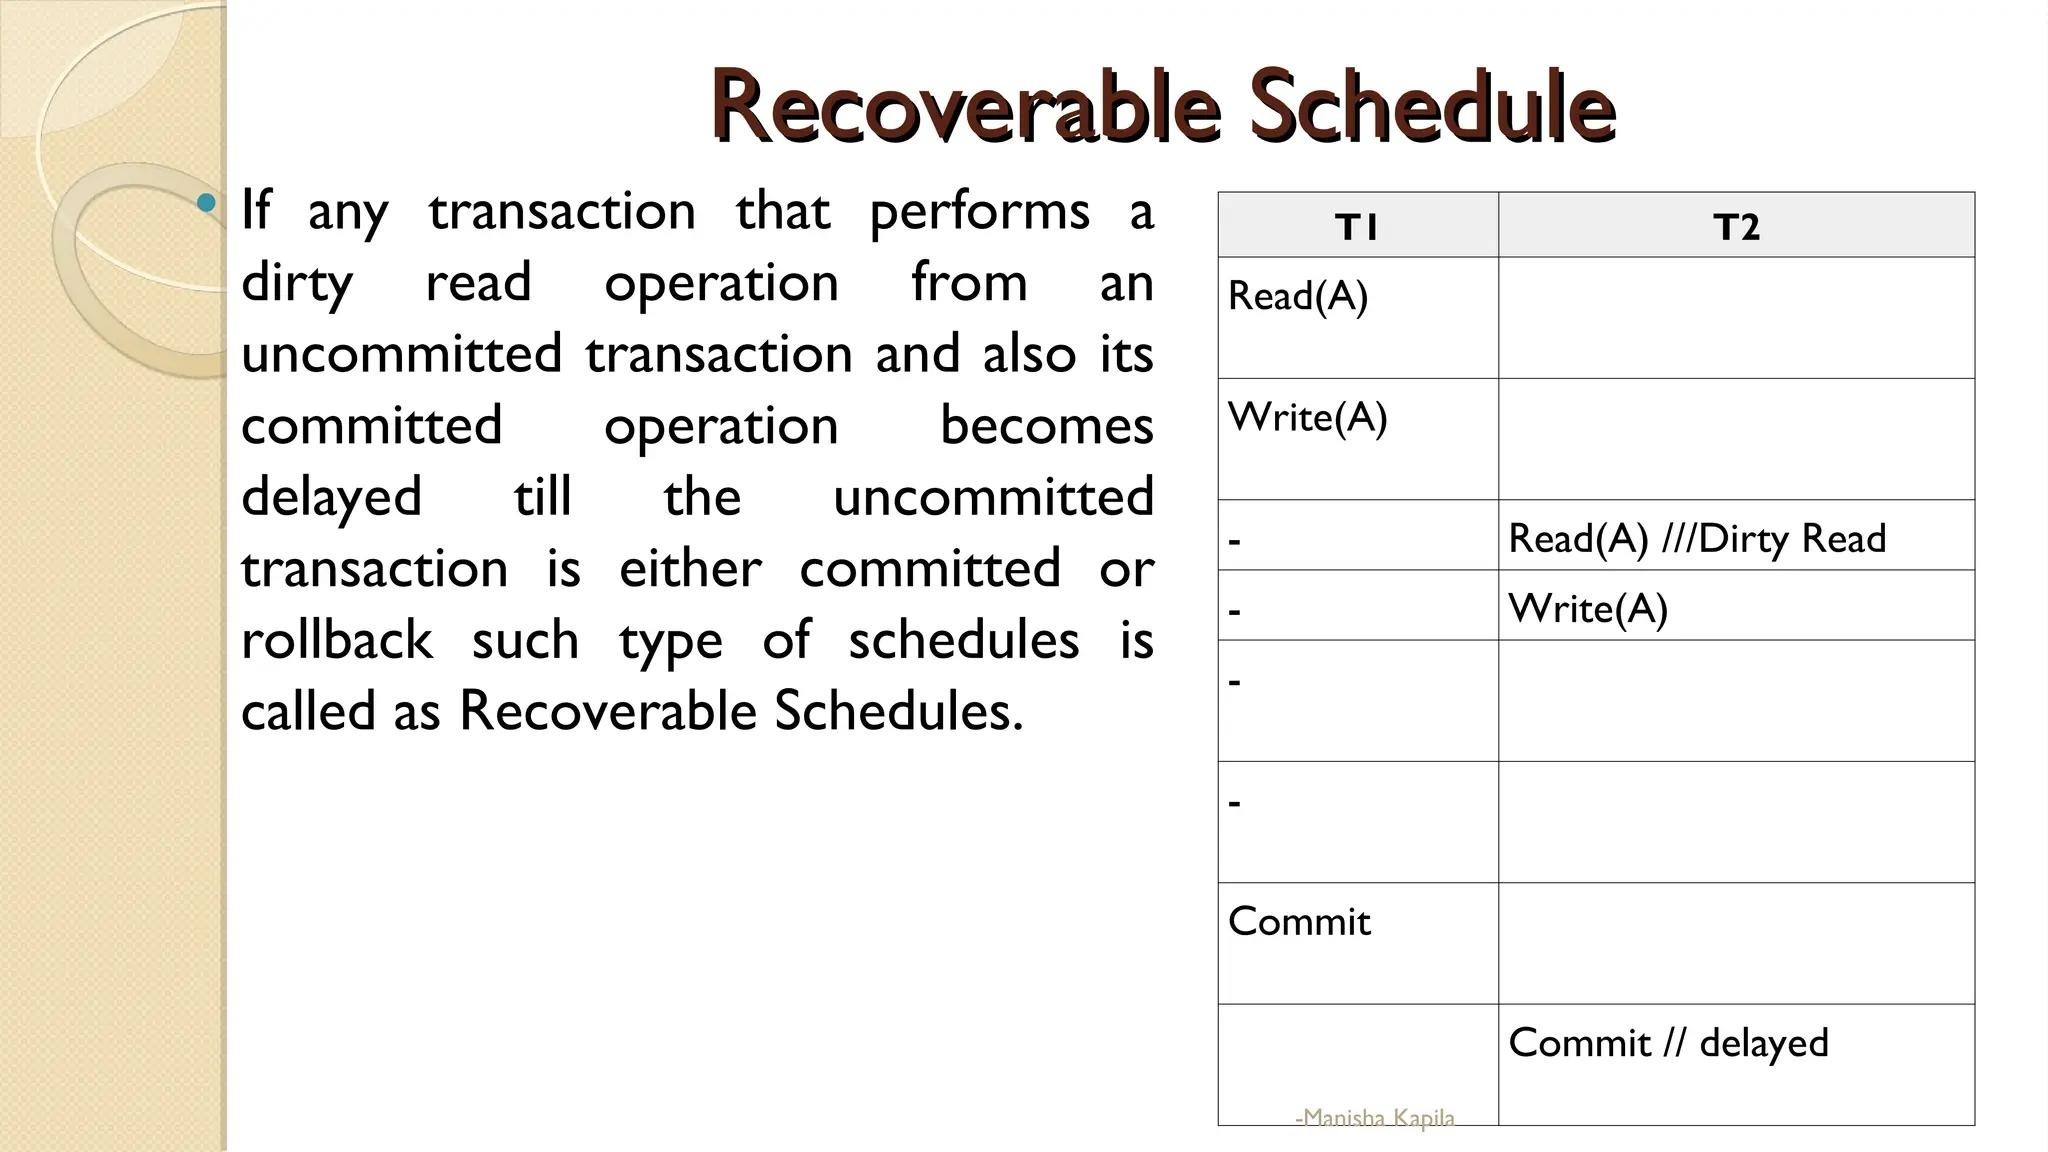 Recoverable Schedule
• If any transaction that performs a
dirty read operation from an
uncommitted transaction and also its
committed operation becomes
delayed till the uncommitted
transaction is either committed or
rollback such type of schedules is
called as Recoverable Schedules.
T1 T2
Read(A)
Write(A)
- Read(A) ///Dirty Read
- Write(A)
-
-
Commit
Commit // delayed
-Manisha Kapila